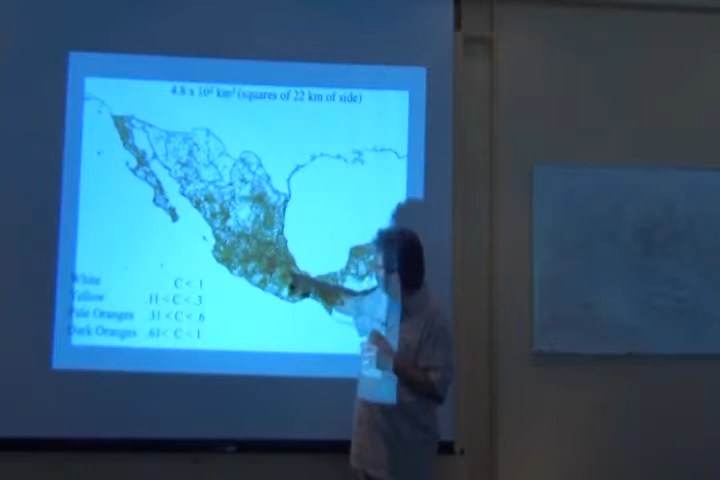 4.8 x 10² km² (squares of 22 km of side)
White C< .1
Yellow .11 < C < .3
Pale Oranges .31 < C < .6
Dark Oranges .61 < C < 1